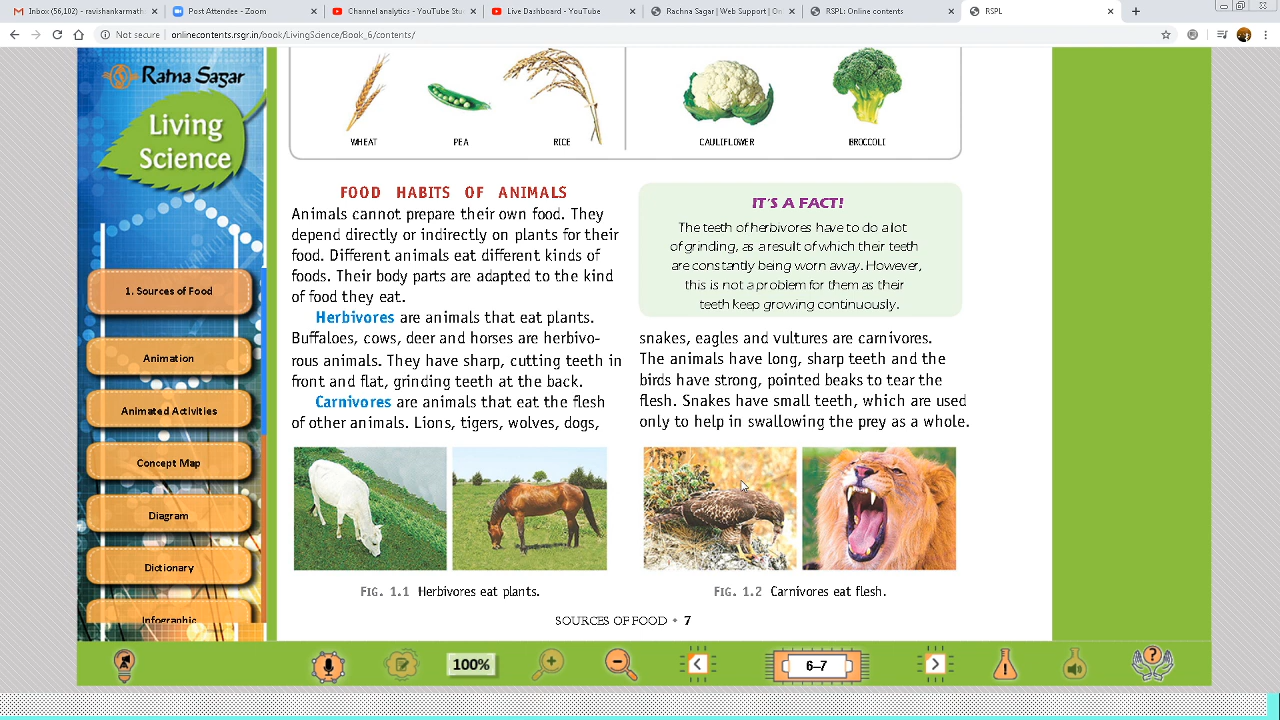 Inbox (56,102) - ravishankarmath
Post Attendee - Zoom
Channel analytics - YouTube Stu
Live Dashboard - YouTube
Rachna Sagar | Web Support | On
RSPL: Online contents
RSPL
Not secure | onlinecontents.rsgr.in/book/LivingScience/Book_6/contents/
Ratna Sagar
Living
Science
1. Sources of Food
Animation
Animated Activities
Concept Map
Diagram
Dictionary
Infographic
WHEAT
PEA
RICE
CAULIFLOWER
BROCCOLI
FOOD HABITS OF ANIMALS
Animals cannot prepare their own food. They
depend directly or indirectly on plants for their
food. Different animals eat different kinds of
foods. Their body parts are adapted to the kind
of food they eat.
Herbivores are animals that eat plants.
Buffaloes, cows, deer and horses are herbivo-
rous animals. They have sharp, cutting teeth in
front and flat, grinding teeth at the back.
Carnivores are animals that eat the flesh
of other animals. Lions, tigers, wolves, dogs,
IT'S A FACT!
The teeth of herbivores have to do a lot
of grinding, as a result of which their teeth
are constantly being worn away. However,
this is not a problem for them as their
teeth keep growing continuously.
snakes, eagles and vultures are carnivores.
The animals have long, sharp teeth and the
birds have strong, pointed beaks to tear the
flesh. Snakes have small teeth, which are used
only to help in swallowing the prey as a whole.
FIG. 1.1 Herbivores eat plants.
FIG. 1.2 Carnivores eat flesh.
SOURCES OF FOOD • 7
100%
6–7